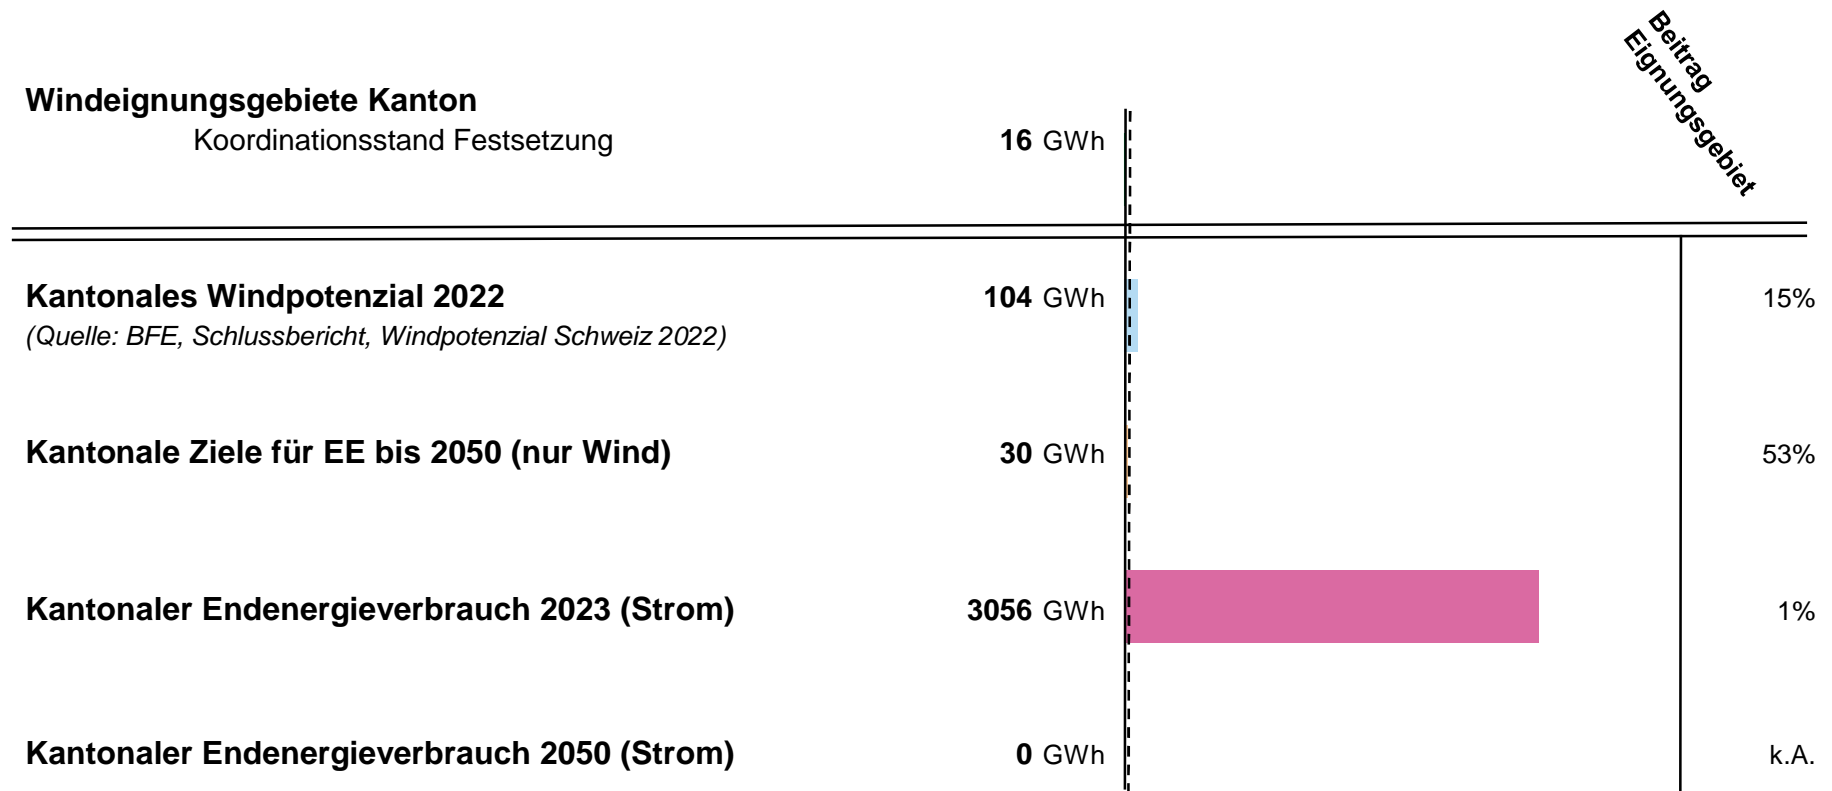 Beitrag
Eignungsgebiet
Windeignungsgebiete Kanton
Koordinationsstand Festsetzung 16 GWh
Kantonales Windpotenzial 2022 104 GWh 15%
(Quelle: BFE, Schlussbericht, Windpotenzial Schweiz 2022)
Kantonale Ziele für EE bis 2050 (nur Wind) 30 GWh 53%
Kantonaler Endenergieverbrauch 2023 (Strom) 3056 GWh 1%
Kantonaler Endenergieverbrauch 2050 (Strom) 0 GWh k.A.